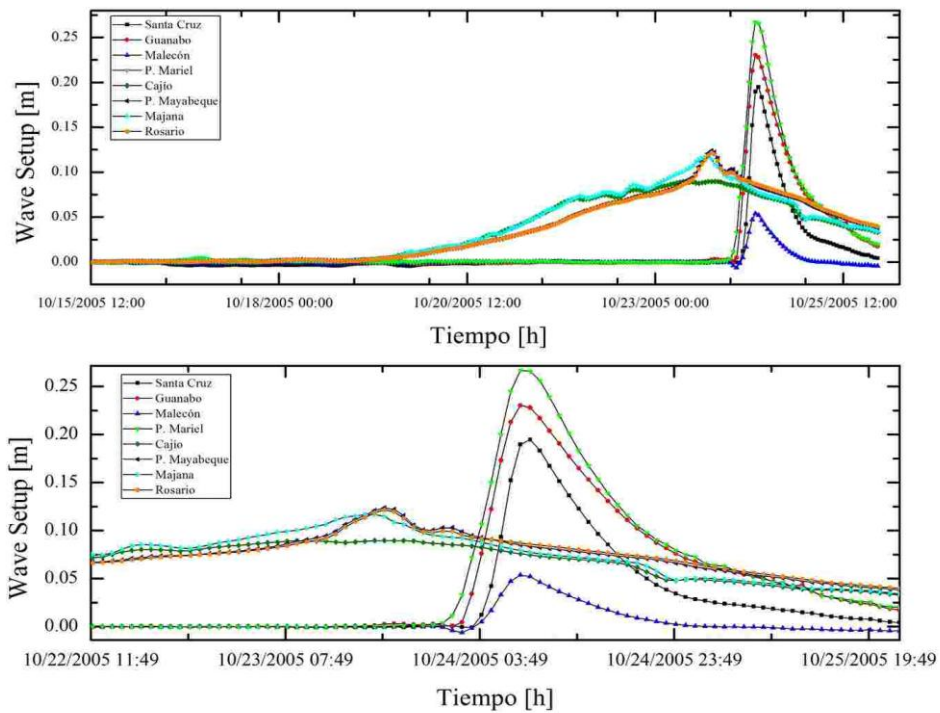 Santa Cruz
Guanabo
Malecón
P. Mariel
Cajío
P. Mayabeque
Majana
Rosario
Wave Setup [m]
0.25
0.20
0.15
0.10
0.05
0.00
10/15/2005 12:00
10/18/2005 00:00
10/20/2005 12:00
10/23/2005 00:00
10/25/2005 12:00
Tiempo [h]
Santa Cruz
Guanabo
Malecón
P. Mariel
Cajío
P. Mayabeque
Majana
Rosario
Wave Setup [m]
0.25
0.20
0.15
0.10
0.05
0.00
10/22/2005 11:49
10/23/2005 07:49
10/24/2005 03:49
10/24/2005 23:49
10/25/2005 19:49
Tiempo [h]